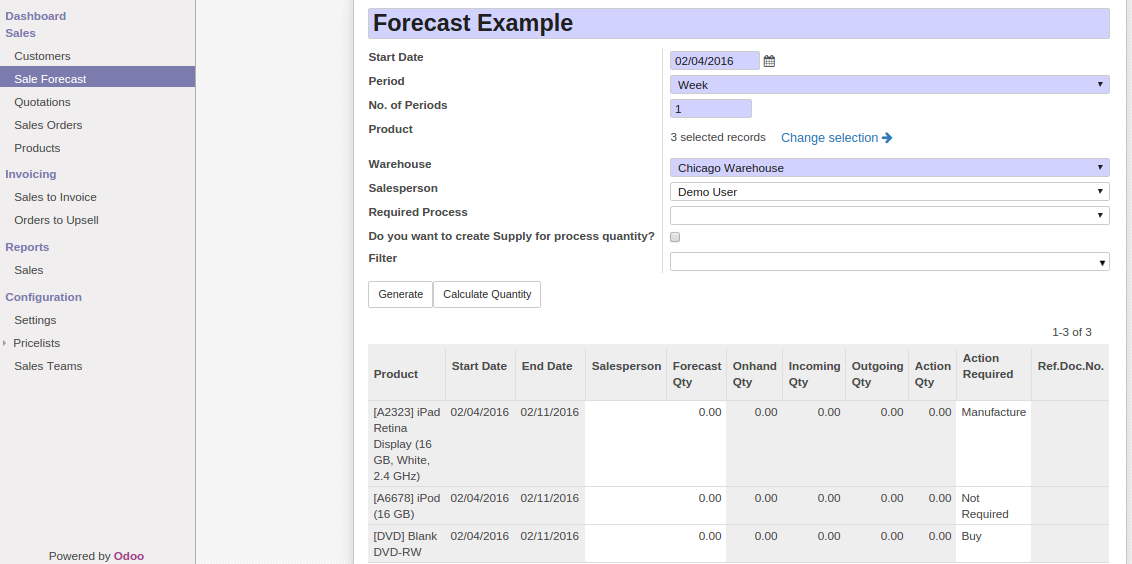 Dashboard
Sales
Customers
Sale Forecast
Quotations
Sales Orders
Products
Invoicing
Sales to Invoice
Orders to Upsell
Reports
Sales
Configuration
Settings
Pricelists
Sales Teams
Powered by Odoo
Forecast Example
Start Date 02/04/2016
Period Week
No. of Periods 1
Product 3 selected records Change selection
Warehouse Chicago Warehouse
Salesperson Demo User
Required Process
Do you want to create Supply for process quantity?
Filter
Generate Calculate Quantity
1-3 of 3
Product Start Date End Date Salesperson Forecast Qty Onhand Qty Incoming Qty Outgoing Qty Action Qty Action Required Ref.Doc.No.
[A2323] iPad 02/04/2016 02/11/2016 0.00 0.00 0.00 0.00 0.00 Manufacture
Retina
Display (16
GB, White,
2.4 GHz)
[A6678] iPod 02/04/2016 02/11/2016 0.00 0.00 0.00 0.00 0.00 Not
(16 GB) Required
[DVD] Blank 02/04/2016 02/11/2016 0.00 0.00 0.00 0.00 0.00 Buy
DVD-RW